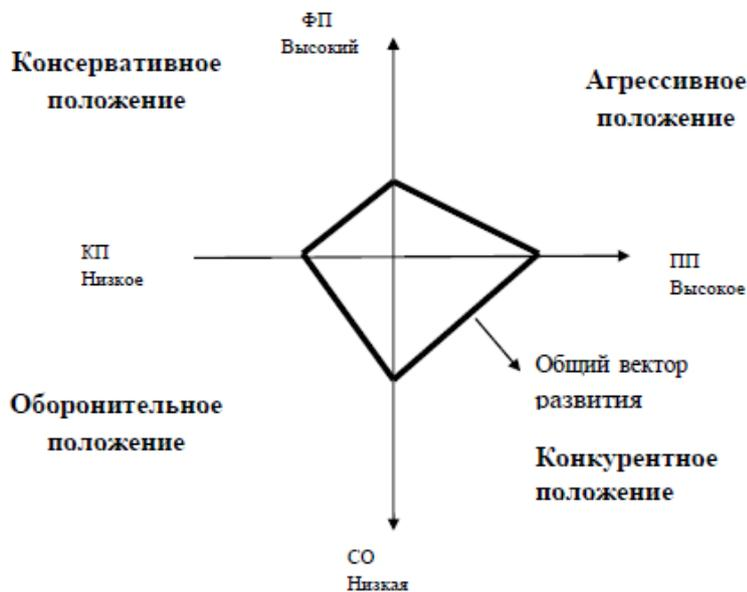 ФП
Высокий
Консервативное
положение
Агрессивное
положение
КП
Низкое
ПП
Высокое
Общий вектор
развития
Оборонительное
положение
Конкурентное
положение
СО
Низкая